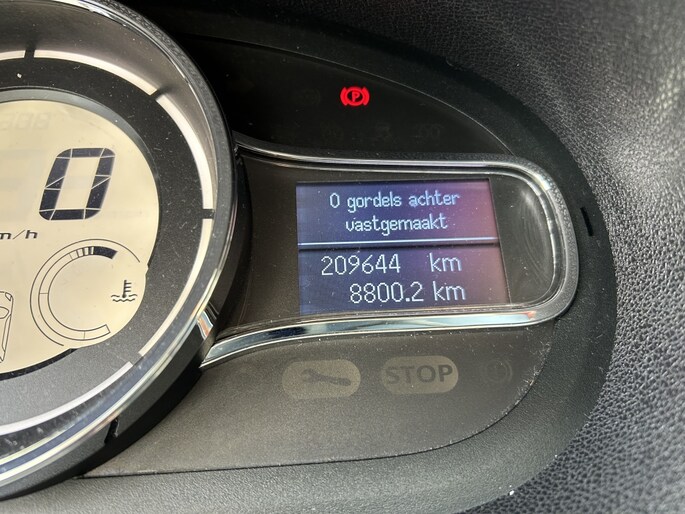 P
0 gordels achter
vastgemaakt
0
209644 km
8800.2 km
STOP